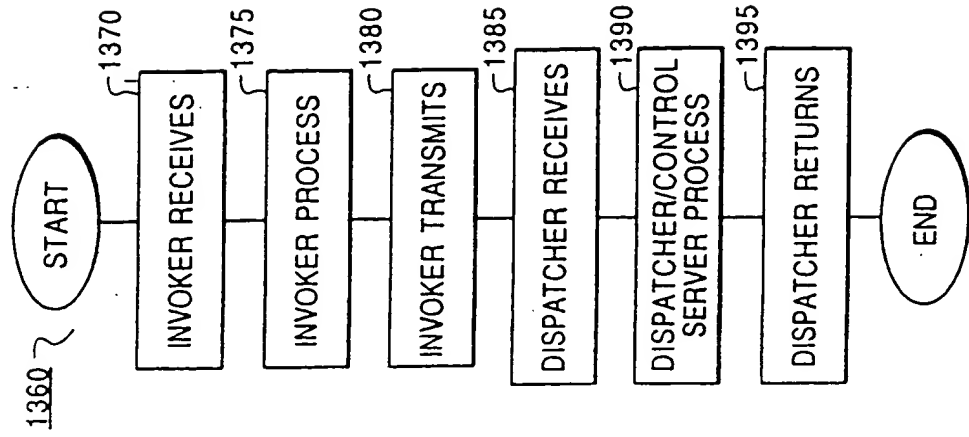 1360
START
1370
INVOKER RECEIVES
1375
INVOKER PROCESS
1380
INVOKER TRANSMITS
1385
DISPATCHER RECEIVES
1390
DISPATCHER/CONTROL
SERVER PROCESS
1395
DISPATCHER RETURNS
END